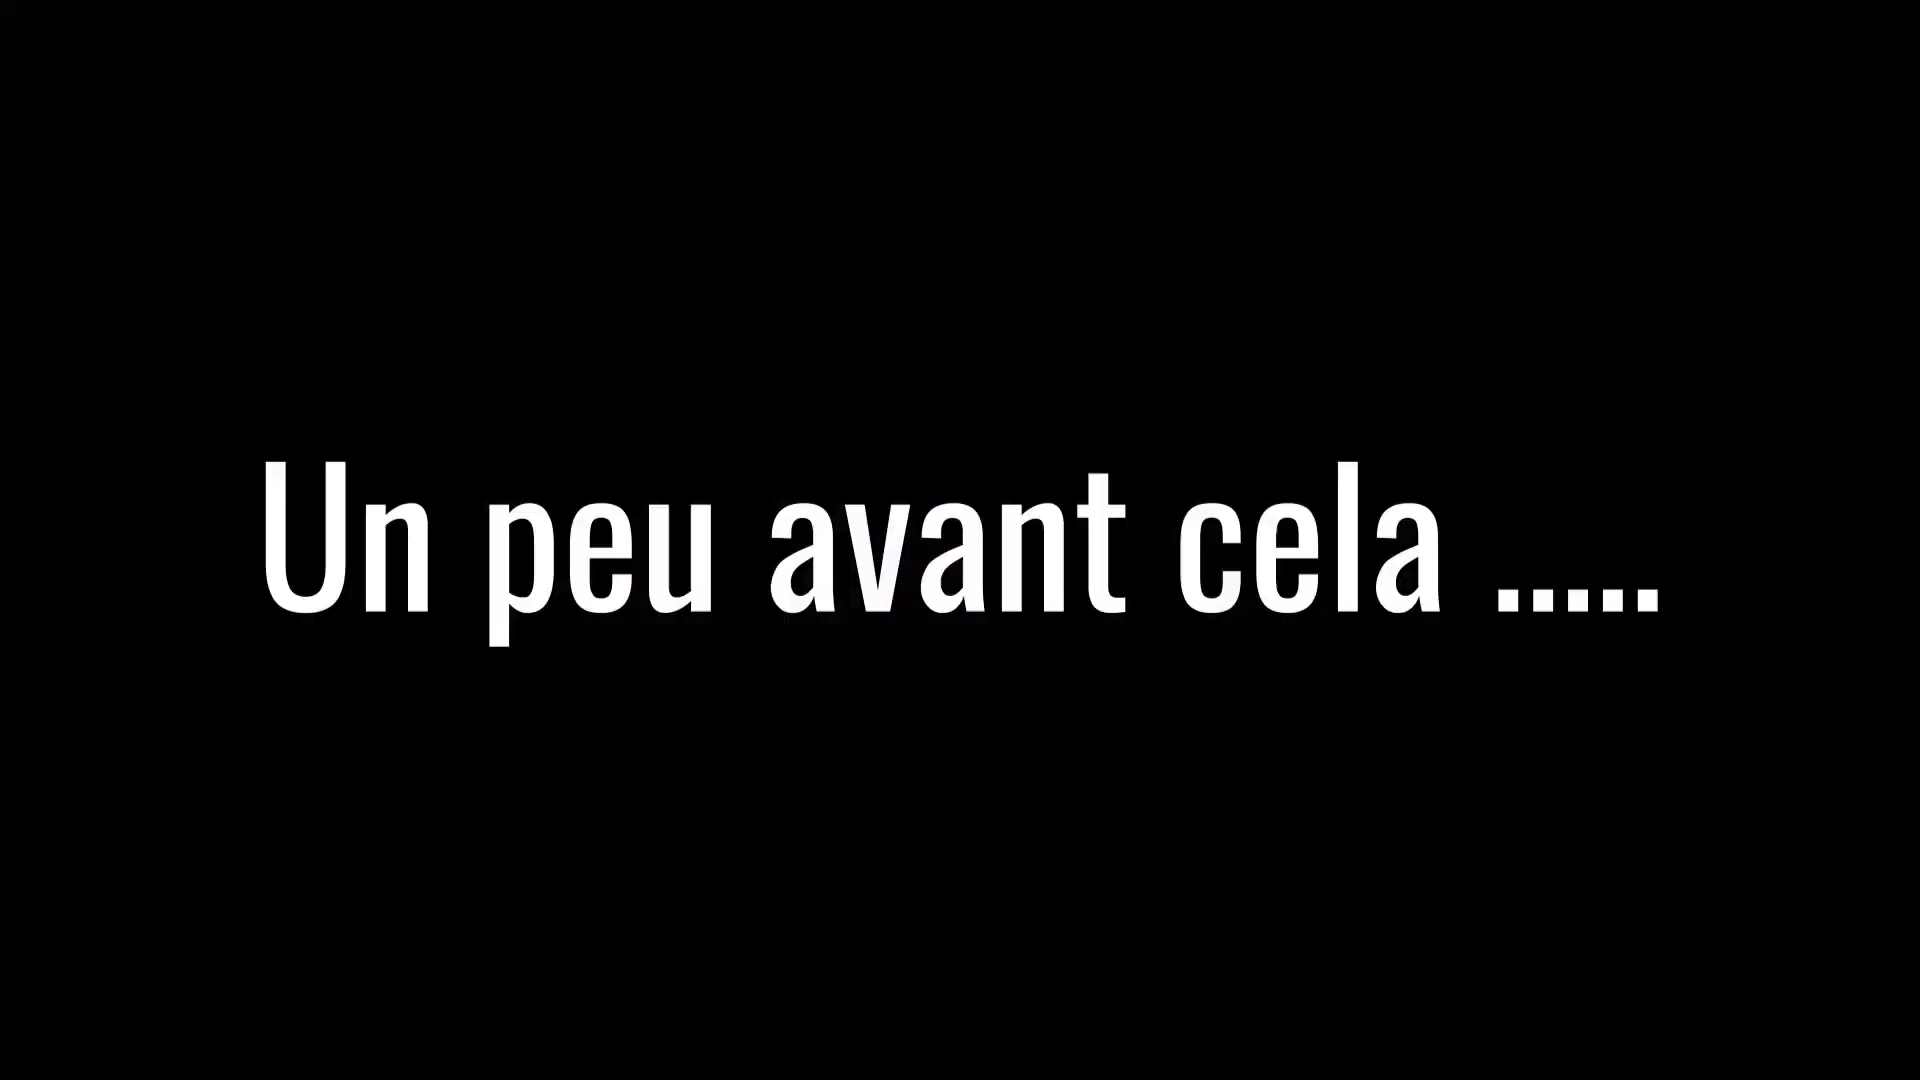 Un peu avant cela .....